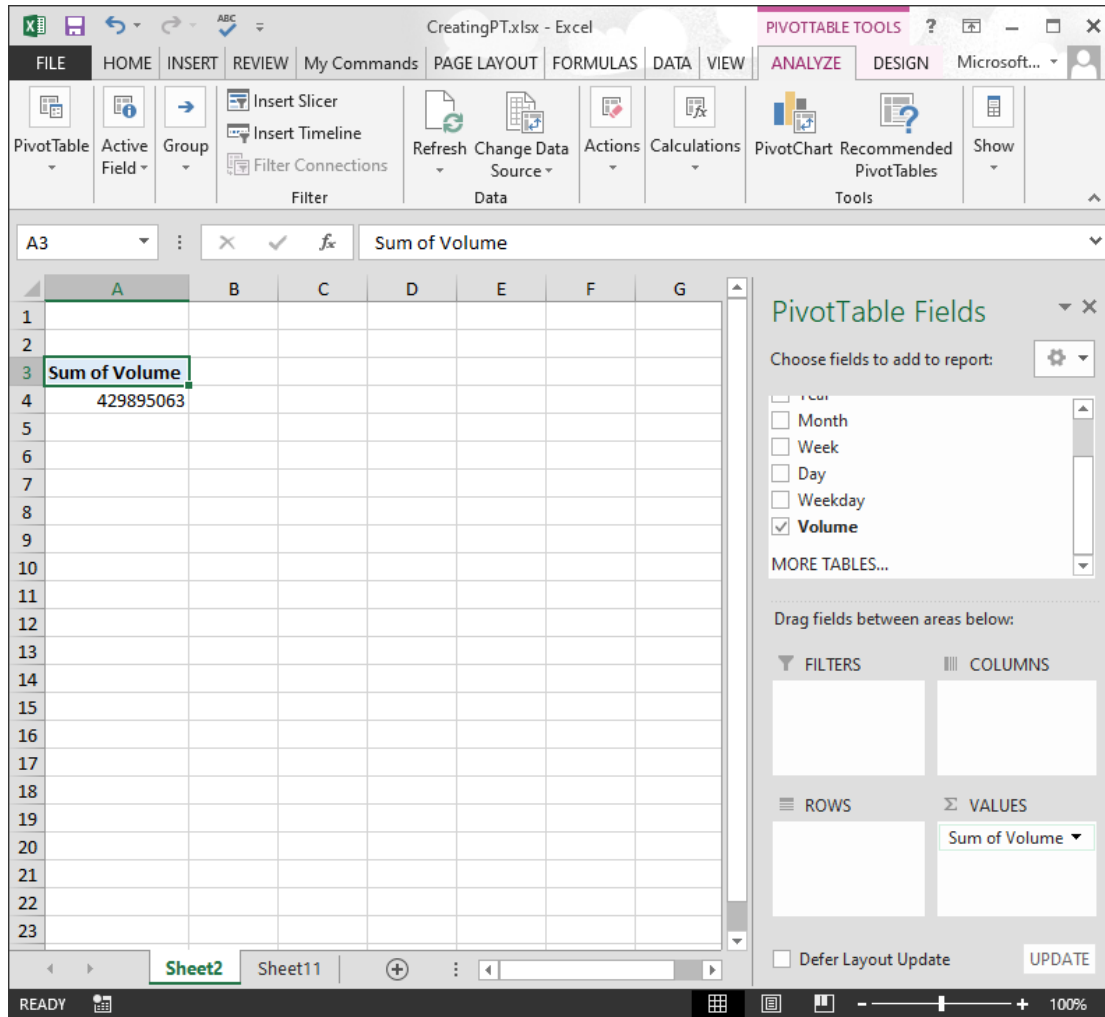 ABC
CreatingPT.xlsx - Excel
PIVOTTABLE TOOLS
?
FILE HOME INSERT REVIEW My Commands PAGE LAYOUT FORMULAS DATA VIEW ANALYZE DESIGN Microsoft...
PivotTable
Active Field
Group
Insert Slicer
Insert Timeline
Filter Connections
Filter
Refresh
Change Data Source
Data
Actions
Calculations
PivotChart
Recommended PivotTables
Tools
Show
A3
fx
Sum of Volume
A B C D E F G
1
2
3 Sum of Volume
4 429895063
5
6
7
8
9
10
11
12
13
14
15
16
17
18
19
20
21
22
23
PivotTable Fields
Choose fields to add to report:
Year
Month
Week
Day
Weekday
Volume
MORE TABLES...
Drag fields between areas below:
FILTERS
COLUMNS
ROWS
Σ VALUES
Sum of Volume
Defer Layout Update
UPDATE
Sheet2 Sheet11
READY
100%